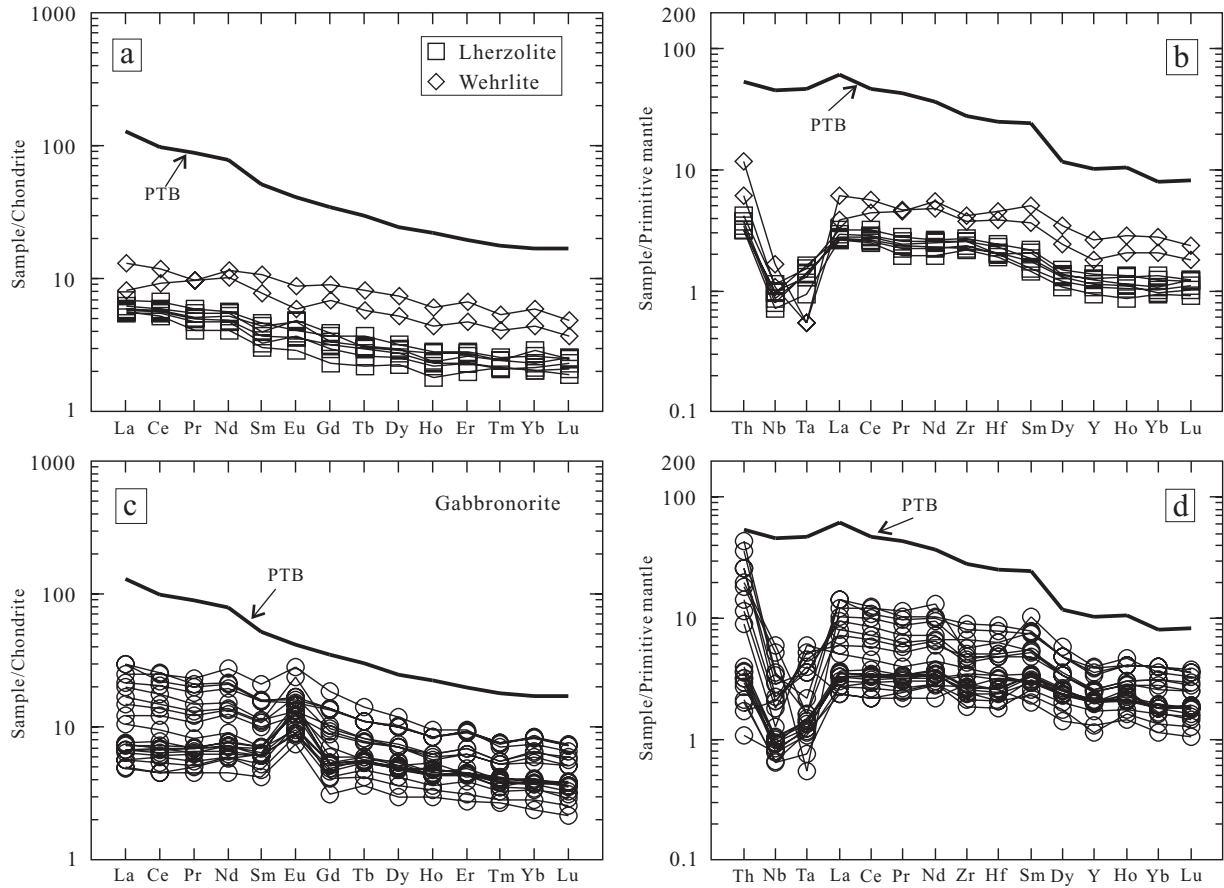 1000
100
10
1
Sample/Chondrite
a
Lherzolite
Wehrlite
PTB
La Ce Pr Nd Sm Eu Gd Tb Dy Ho Er Tm Yb Lu
200
100
10
1
0.1
Sample/Primitive mantle
b
PTB
Th Nb Ta La Ce Pr Nd Zr Hf Sm Dy Y Ho Yb Lu
1000
100
10
1
Sample/Chondrite
c
Gabbronorite
PTB
La Ce Pr Nd Sm Eu Gd Tb Dy Ho Er Tm Yb Lu
200
100
10
1
0.1
Sample/Primitive mantle
d
PTB
Th Nb Ta La Ce Pr Nd Zr Hf Sm Dy Y Ho Yb Lu